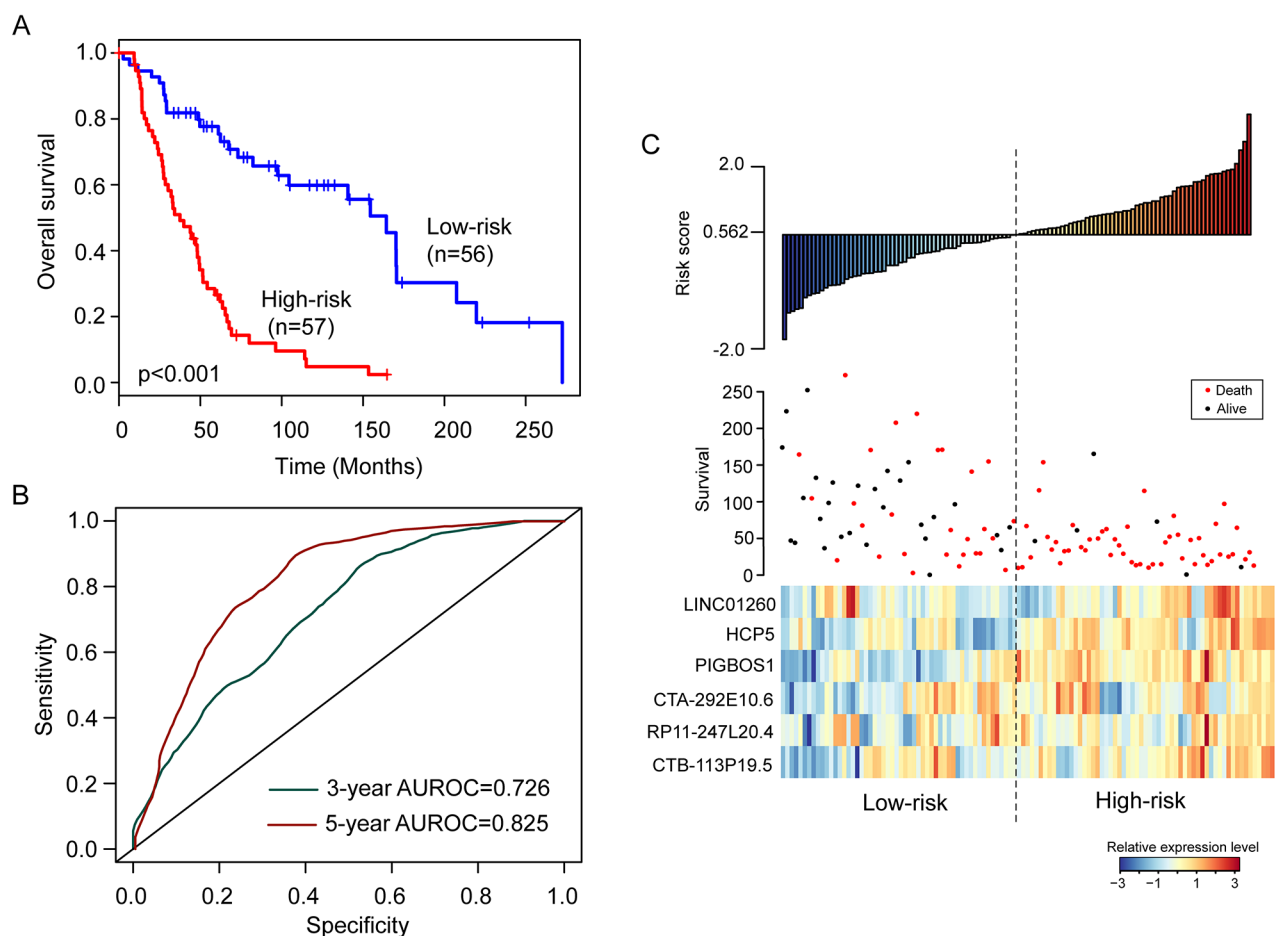 A
1.0
0.8
0.6
0.4
0.2
0.0
Overall survival
Low-risk
(n=56)
High-risk
(n=57)
p<0.001
0 50 100 150 200 250
Time (Months)
B
1.0
0.8
0.6
0.4
0.2
0.0
Sensitivity
3-year AUROC=0.726
5-year AUROC=0.825
0.0 0.2 0.4 0.6 0.8 1.0
Specificity
C
2.0
0.562
-2.0
Risk score
250
200
150
100
50
0
Survival
Death
Alive
LINC01260
HCP5
PIGBOS1
CTA-292E10.6
RP11-247L20.4
CTB-113P19.5
Low-risk High-risk
Relative expression level
−3 −1 1 3